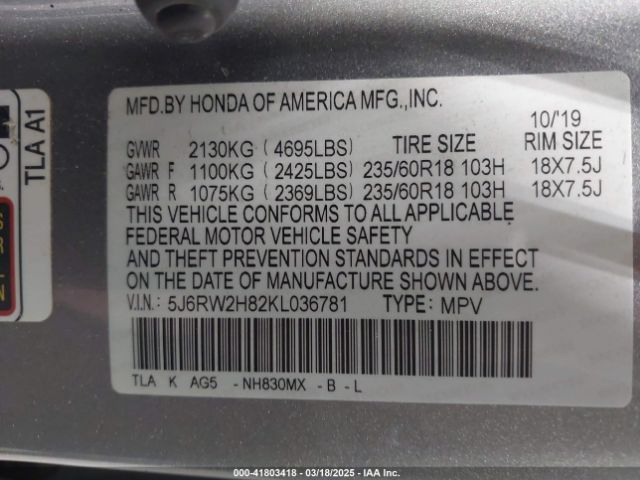 MFD.BY HONDA OF AMERICA MFG.,INC.
10/'19
GVWR 2130KG ( 4695LBS) TIRE SIZE RIM SIZE
GAWR F 1100KG ( 2425LBS) 235/60R18 103H 18X7.5J
GAWR R 1075KG ( 2369LBS) 235/60R18 103H 18X7.5J
THIS VEHICLE CONFORMS TO ALL APPLICABLE
FEDERAL MOTOR VEHICLE SAFETY
AND THEFT PREVENTION STANDARDS IN EFFECT
ON THE DATE OF MANUFACTURE SHOWN ABOVE.
V.I.N.: 5J6RW2H82KL036781 TYPE: MPV
TLA K AG5 -NH830MX -B -L
TLA A1
000-41803418 - 03/18/2025 - IAA Inc.